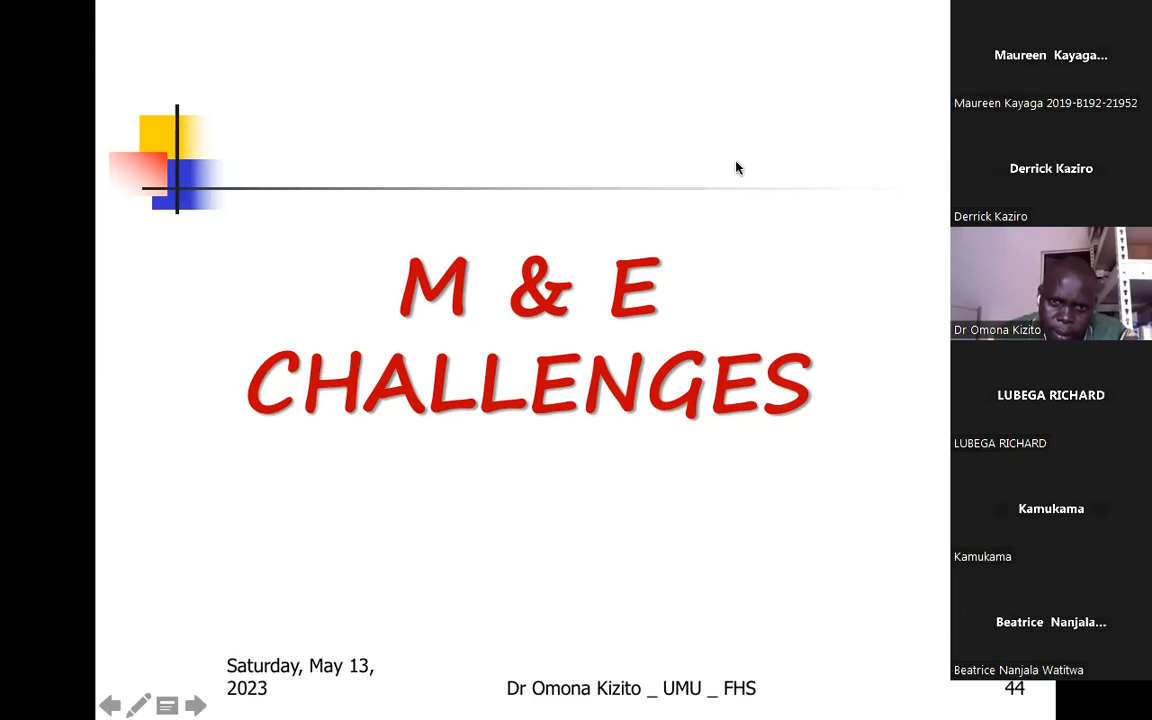 M & E
CHALLENGES
Saturday, May 13,
2023
Dr Omona Kizito _ UMU _ FHS
44
Maureen Kayaga...
Maureen Kayaga 2019-B192-21952
Derrick Kaziro
Derrick Kaziro
Dr Omona Kizito
LUBEGA RICHARD
LUBEGA RICHARD
Kamukama
Kamukama
Beatrice Nanjala...
Beatrice Nanjala Watitwa